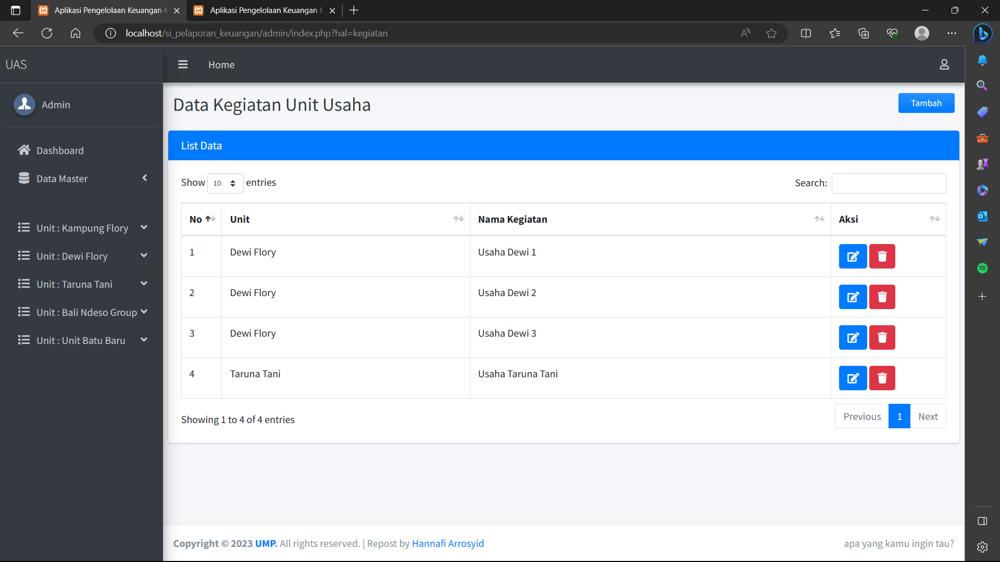 Aplikasi Pengelolaan Keuangan K
Aplikasi Pengelolaan Keuangan K
localhost/si_pelaporan_keuangan/admin/index.php?hal=kegiatan
UAS
Home
Admin
Data Kegiatan Unit Usaha
Tambah
Dashboard
Data Master
Unit : Kampung Flory
Unit : Dewi Flory
Unit : Taruna Tani
Unit : Bali Ndeso Group
Unit : Unit Batu Baru
List Data
Show 10 entries
Search:
No Unit Nama Kegiatan Aksi
1 Dewi Flory Usaha Dewi 1
2 Dewi Flory Usaha Dewi 2
3 Dewi Flory Usaha Dewi 3
4 Taruna Tani Usaha Taruna Tani
Showing 1 to 4 of 4 entries
Previous 1 Next
Copyright © 2023 UMP. All rights reserved. | Repost by Hannafi Arrosyid
apa yang kamu ingin tau?